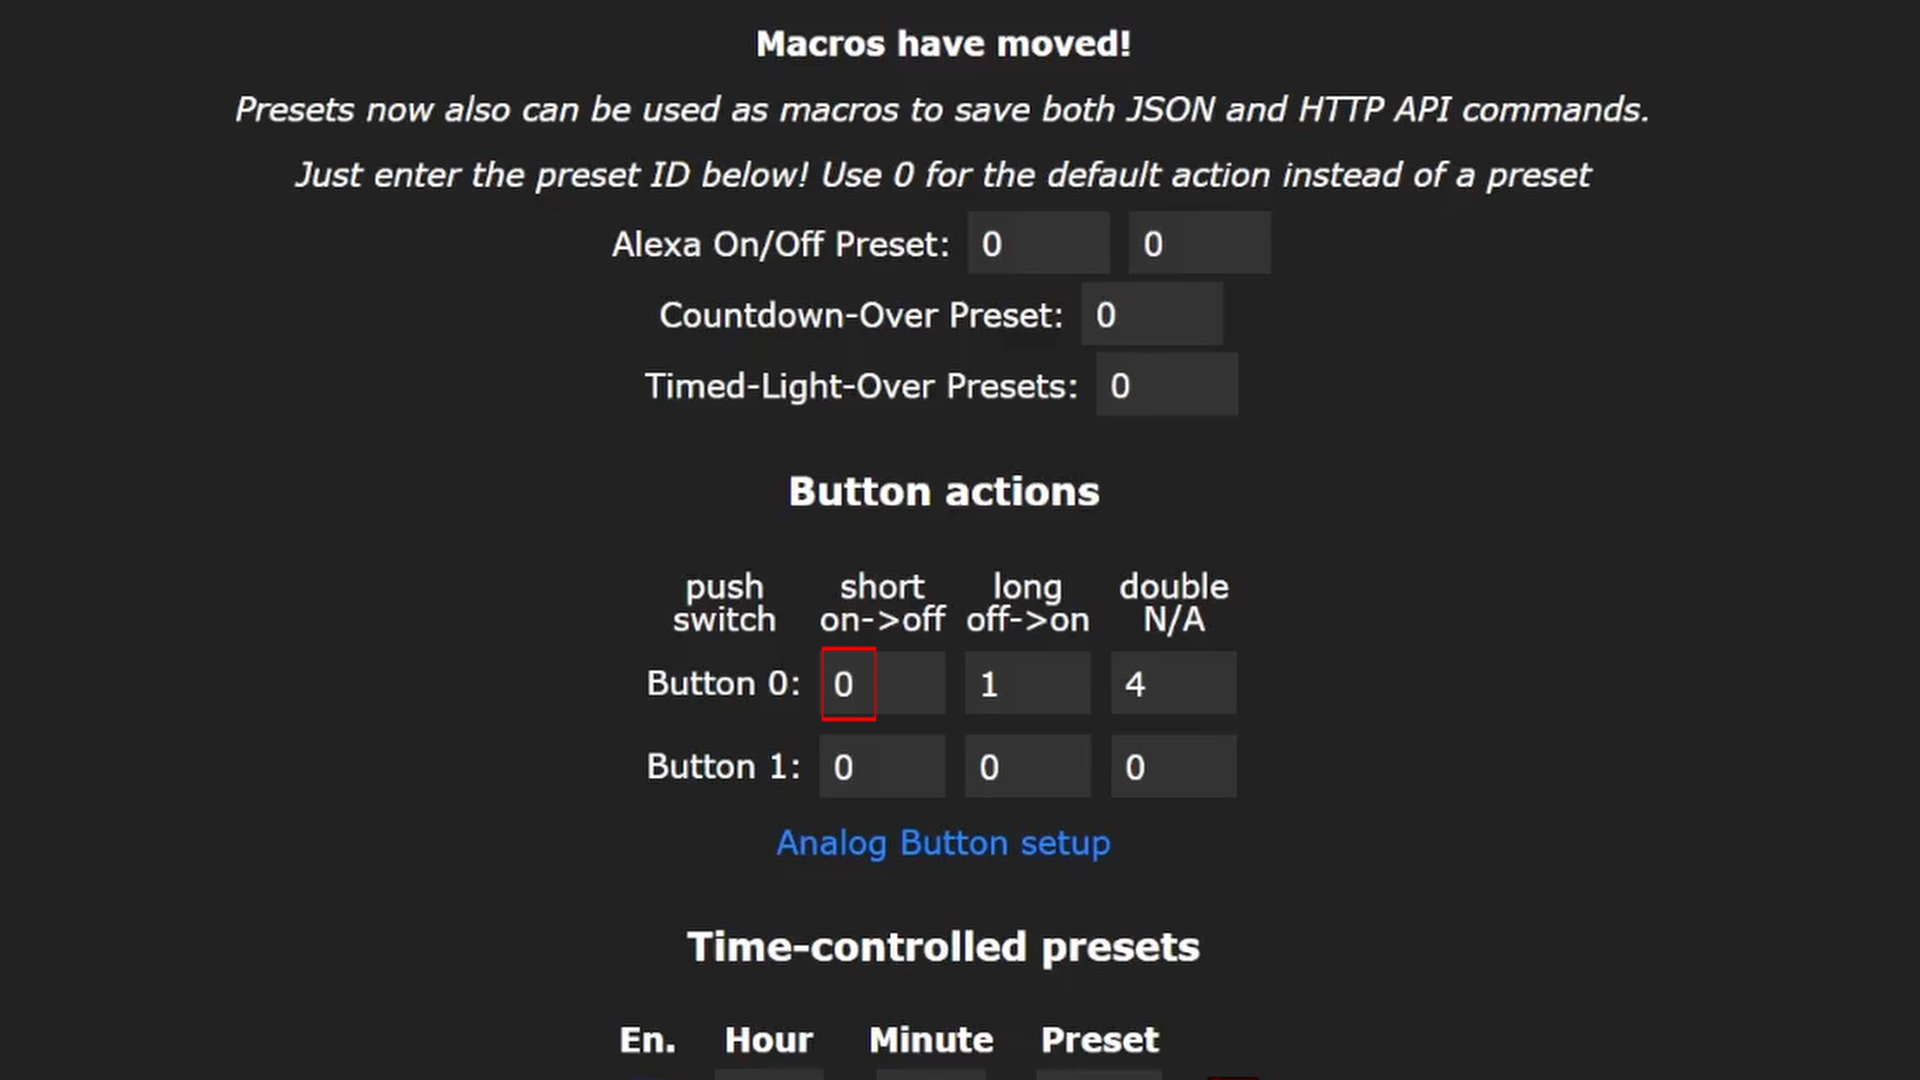 Macros have moved!
Presets now also can be used as macros to save both JSON and HTTP API commands.
Just enter the preset ID below! Use 0 for the default action instead of a preset
Alexa On/Off Preset: 0 0
Countdown-Over Preset: 0
Timed-Light-Over Presets: 0
Button actions
push short long double
switch on->off off->on N/A
Button 0: 0 1 4
Button 1: 0 0 0
Analog Button setup
Time-controlled presets
En. Hour Minute Preset